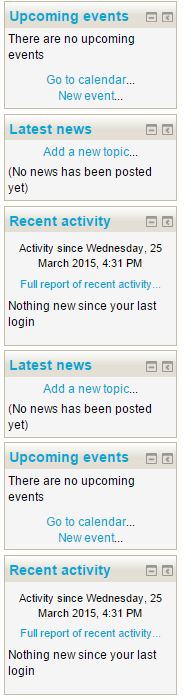 Upcoming events
There are no upcoming
events
Go to calendar...
New event...
Latest news
Add a new topic...
(No news has been posted
yet)
Recent activity
Activity since Wednesday, 25
March 2015, 4:31 PM
Full report of recent activity...
Nothing new since your last
login
Latest news
Add a new topic...
(No news has been posted
yet)
Upcoming events
There are no upcoming
events
Go to calendar...
New event...
Recent activity
Activity since Wednesday, 25
March 2015, 4:31 PM
Full report of recent activity...
Nothing new since your last
login